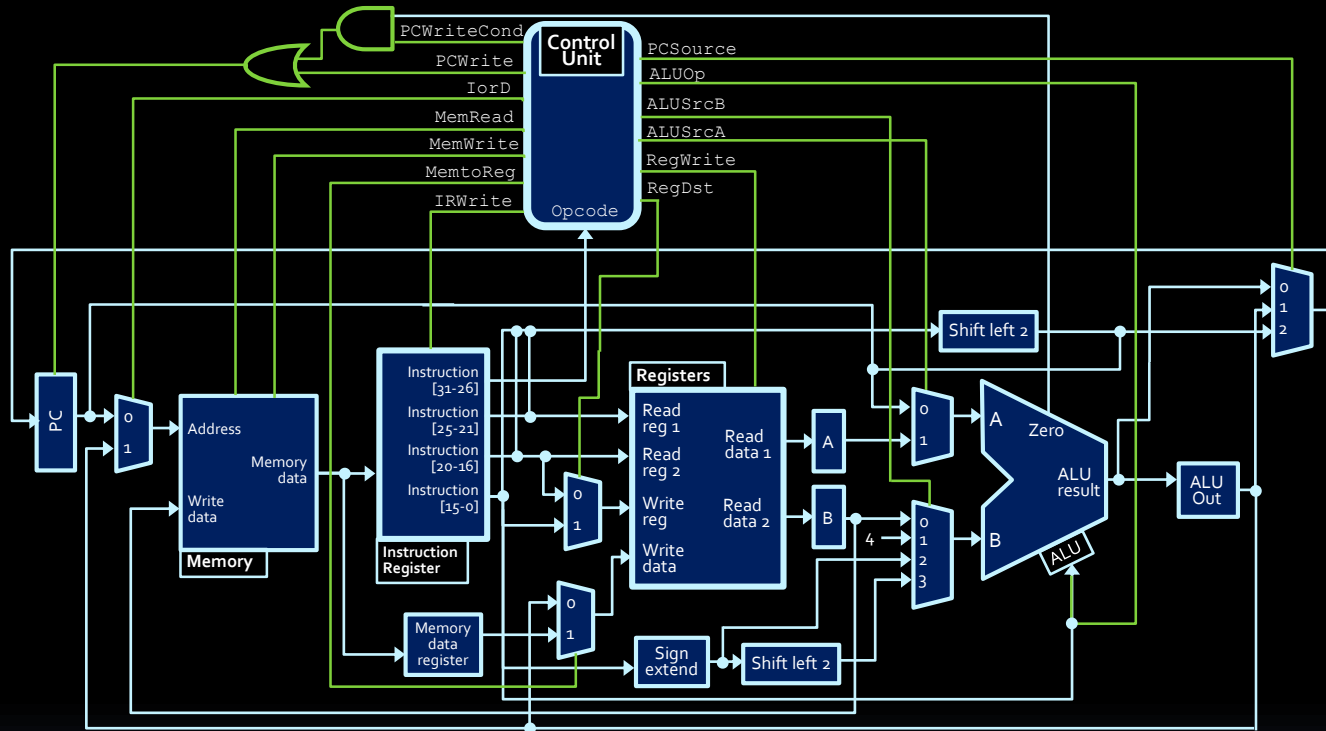 PCWriteCond
PCWrite
IorD
MemRead
MemWrite
MemtoReg
IRWrite
Control
Unit
Opcode
PCSource
ALUOp
ALUSrcB
ALUSrcA
RegWrite
RegDst
0
1
2
Shift left 2
PC
0
1
Address
Memory
data
Write
data
Memory
Instruction
[31-26]
Instruction
[25-21]
Instruction
[20-16]
Instruction
[15-0]
Instruction
Register
0
1
Registers
Read
reg 1
Read
reg 2
Write
reg
Write
data
Read
data 1
Read
data 2
A
B
0
1
4
0
1
2
3
A
B
Zero
ALU
result
ALU
ALU
Out
Memory
data
register
0
1
Sign
extend
Shift left 2